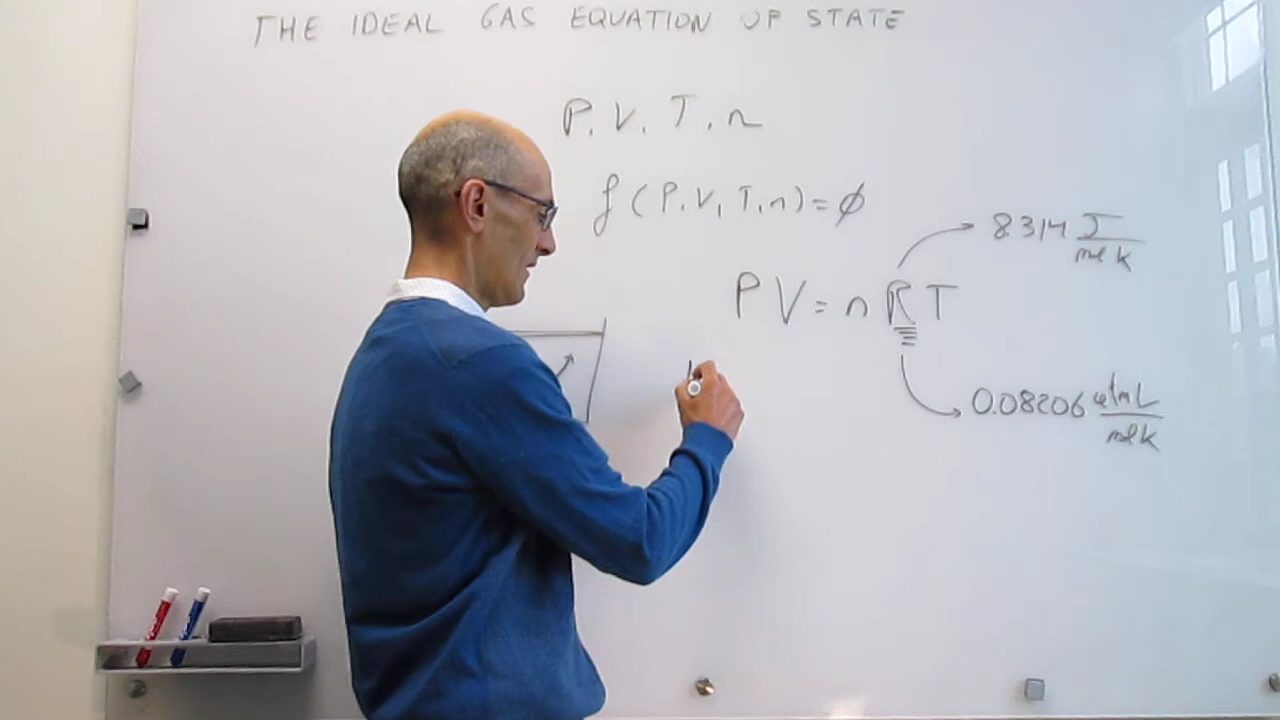 THE IDEAL GAS EQUATION OF STATE
P, V, T, n
f(P, V, T, n) = ϕ
8.314 J/mol K
PV = nRT
0.08206 atm L/mol K